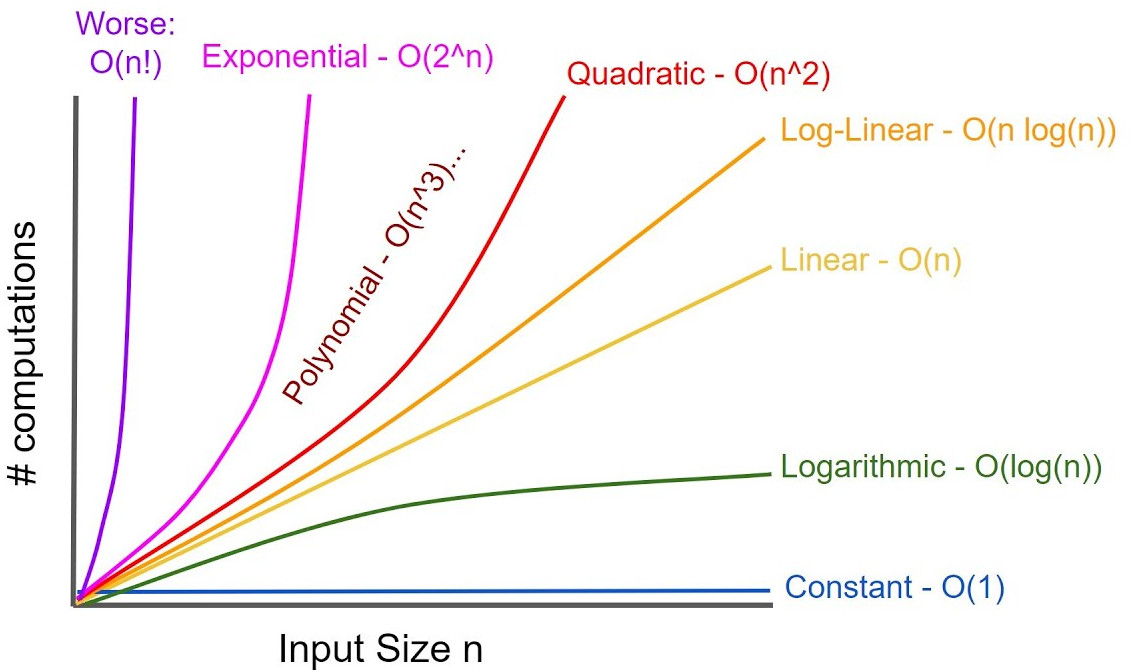 Worse:
O(n!)
Exponential - O(2^n)
Quadratic - O(n^2)
Log-Linear - O(n log(n))
Polynomial - O(n^3)...
Linear - O(n)
# computations
Logarithmic - O(log(n))
Constant - O(1)
Input Size n